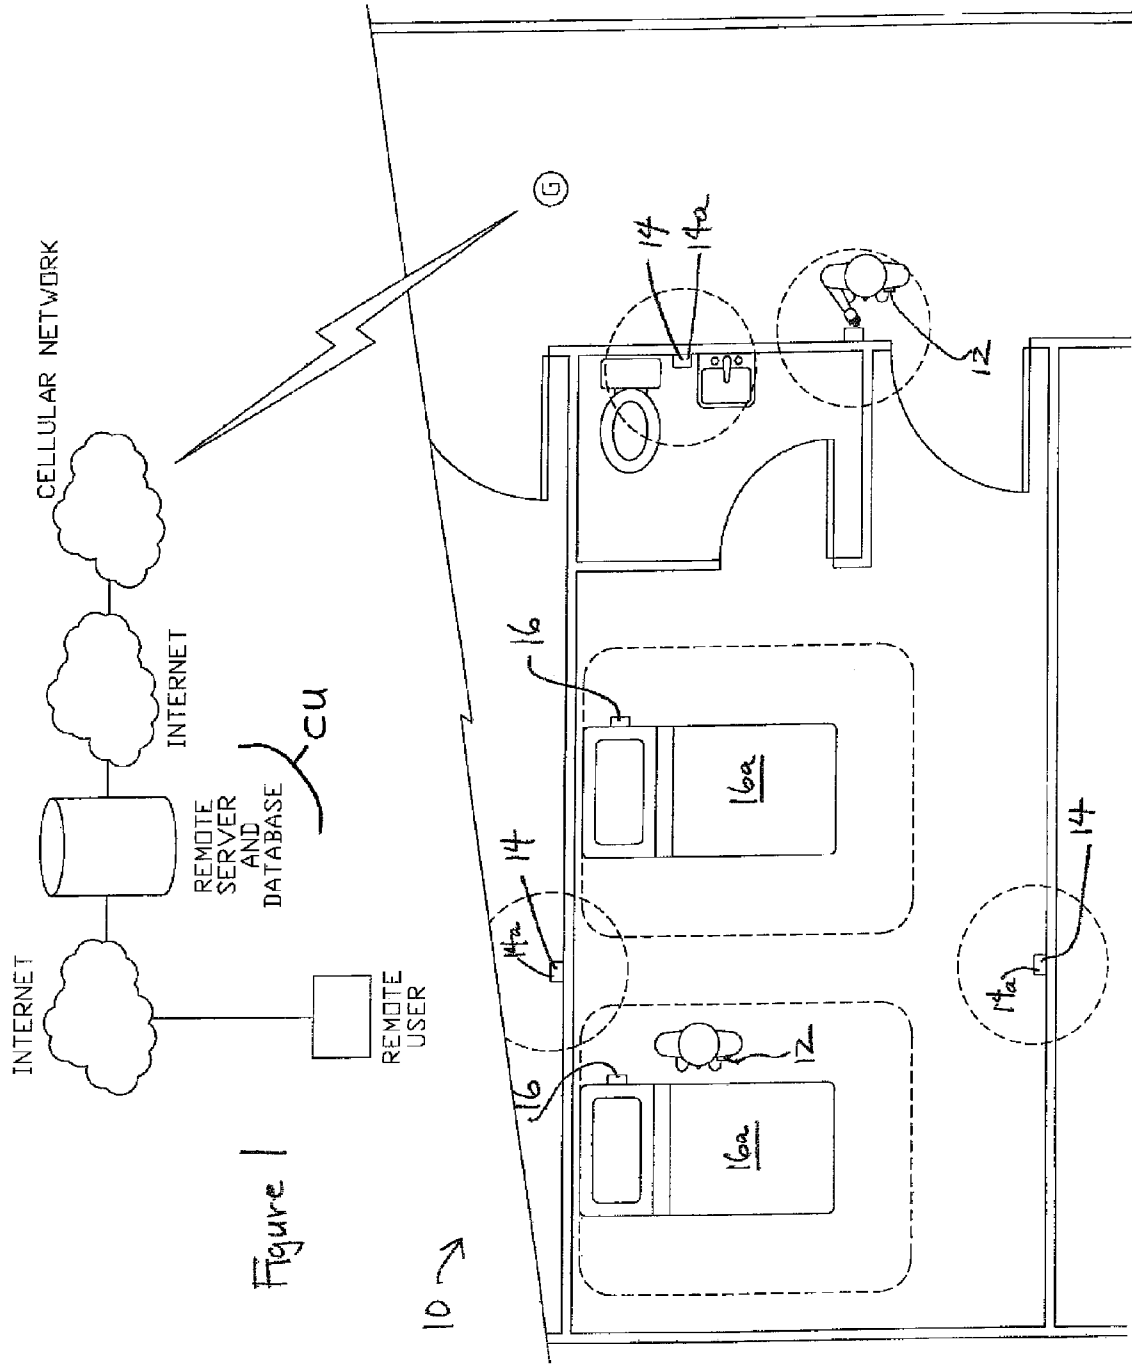 Figure 1
10
INTERNET
REMOTE
USER
REMOTE
SERVER
AND
DATABASE
CU
INTERNET
CELLULAR NETWORK
G
16
14a
14
16
14
14a
12
16a
16a
12
14a
14